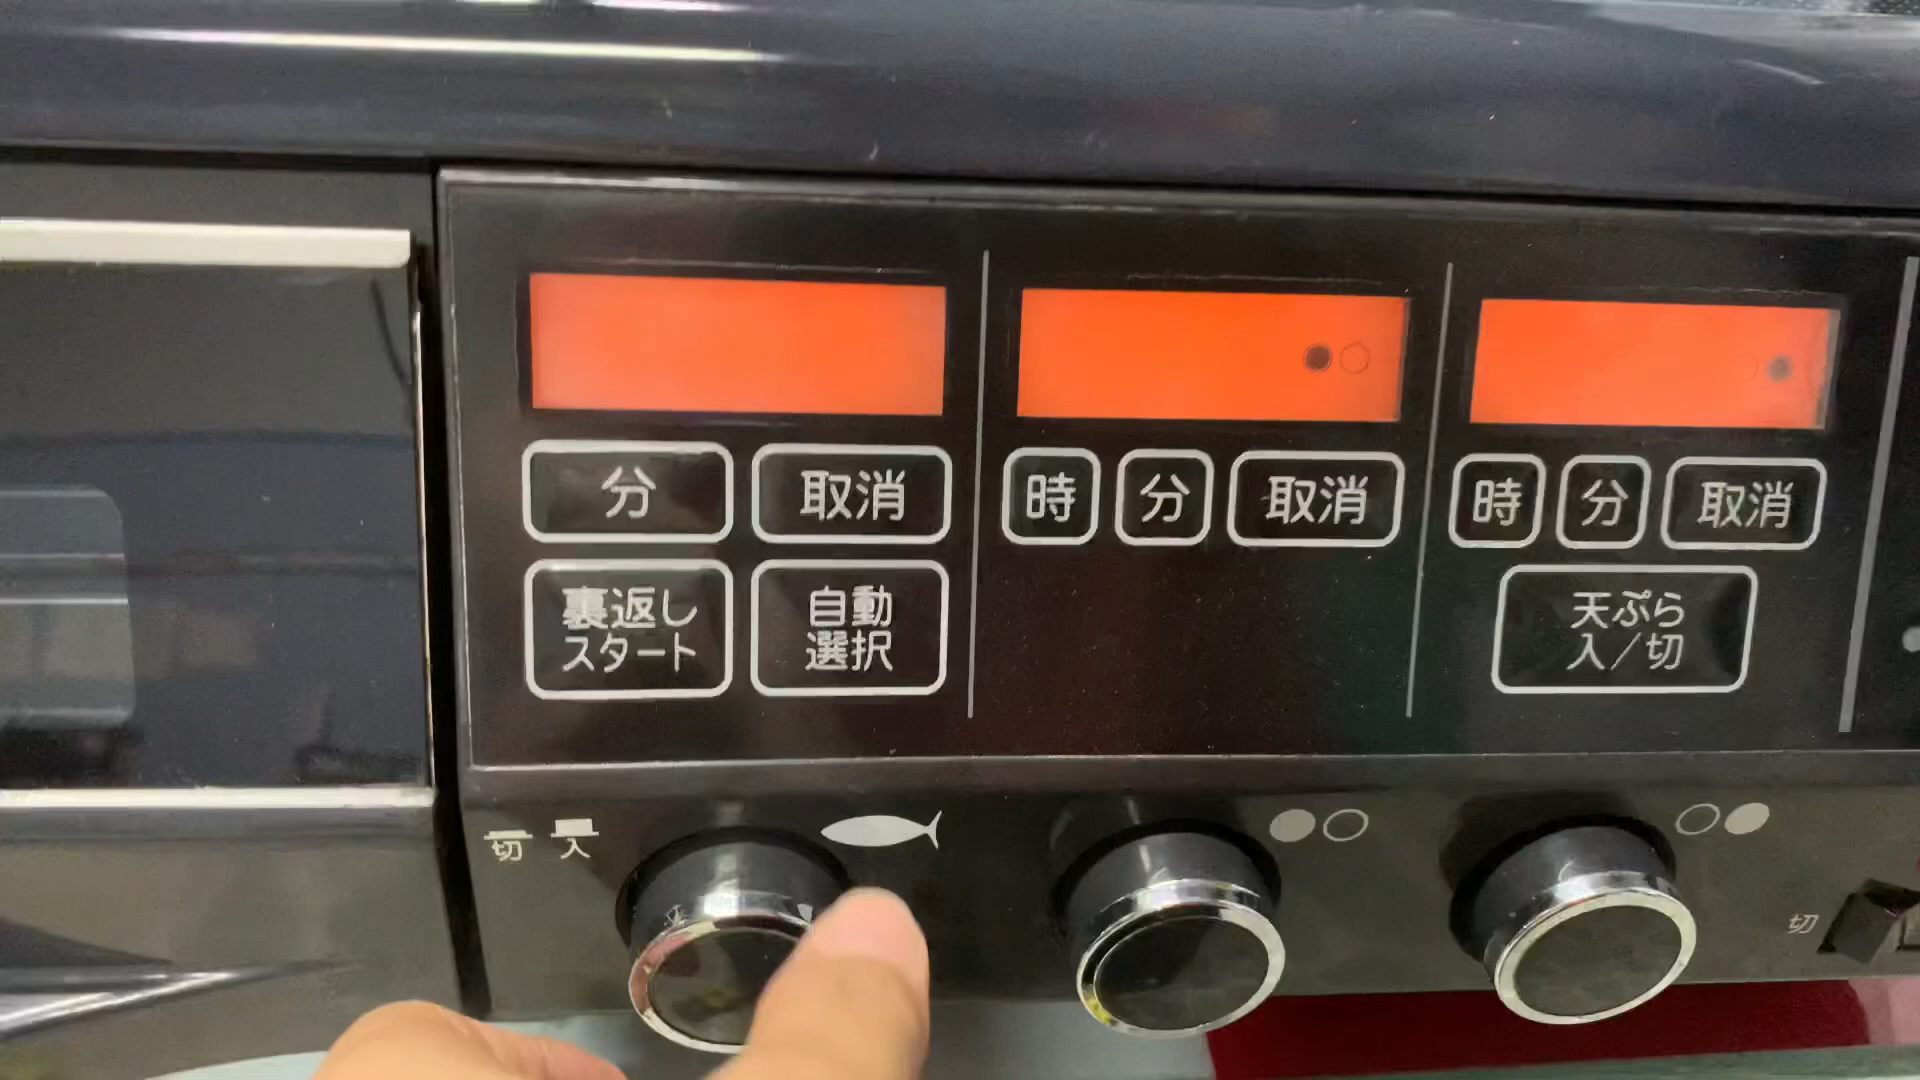 分
取消
時
分
取消
時
分
取消
裏返し
スタート
自動
選択
天ぷら
入/切
切
入
切